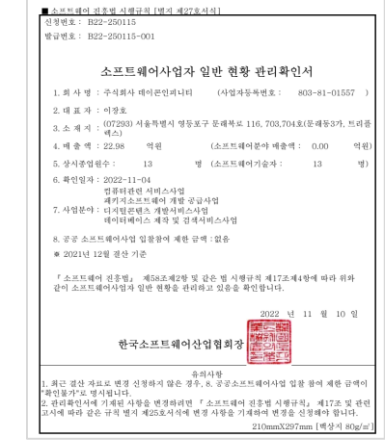 ■ 소프트웨어 진흥법 시행규칙 [별지 제27호서식]
신청번호 : B22-250115
발급번호 : B22-250115-001
소프트웨어사업자 일반 현황 관리확인서
1. 회 사 명 : 주식회사 테이콘인피니티 (사업자등록번호 : 803-81-01557 )
2. 대 표 자 : 이장호
3. 소 재 지 : (07293) 서울특별시 영등포구 문래북로 116, 703,704호(문래동3가, 트리플렉스)
4. 매 출 액 : 22.98 억원 (소프트웨어분야 매출액 : 0.00 억원)
5. 상시종업원수 : 13 명 (소프트웨어기술자 : 13 명)
6. 확인일자 : 2022-11-04
컴퓨터관련 서비스사업
패키지소프트웨어 개발 공급사업
7. 사업분야 : 디지털콘텐츠 개발서비스사업
데이터베이스 제작 및 검색서비스사업
8. 공공 소프트웨어사업 입찰참여 제한 금액 :없음
※ 2021년 12월 결산 기준
『 소프트웨어 진흥법』 제58조제2항 및 같은 법 시행규칙 제17조제4항에 따라 위와
같이 소프트웨어사업자 일반 현황을 관리하고 있음을 확인합니다.
2022 년 11 월 10 일
한국소프트웨어산업협회장
유의사항
1. 최근 결산 자료로 변경 신청하지 않은 경우, 8. 공공소프트웨어사업 입찰 참여 제한 금액이
"확인불가"로 명시됩니다.
2. 관리확인서에 기재된 사항을 변경하려면 『 소프트웨어 진흥법 시행규칙』 제17조 및 관련
고시에 따라 같은 규칙 별지 제25호서식에 변경 사항을 기재하여 변경을 신청해야 합니다.
210mmX297mm [백상지 80g/㎡]